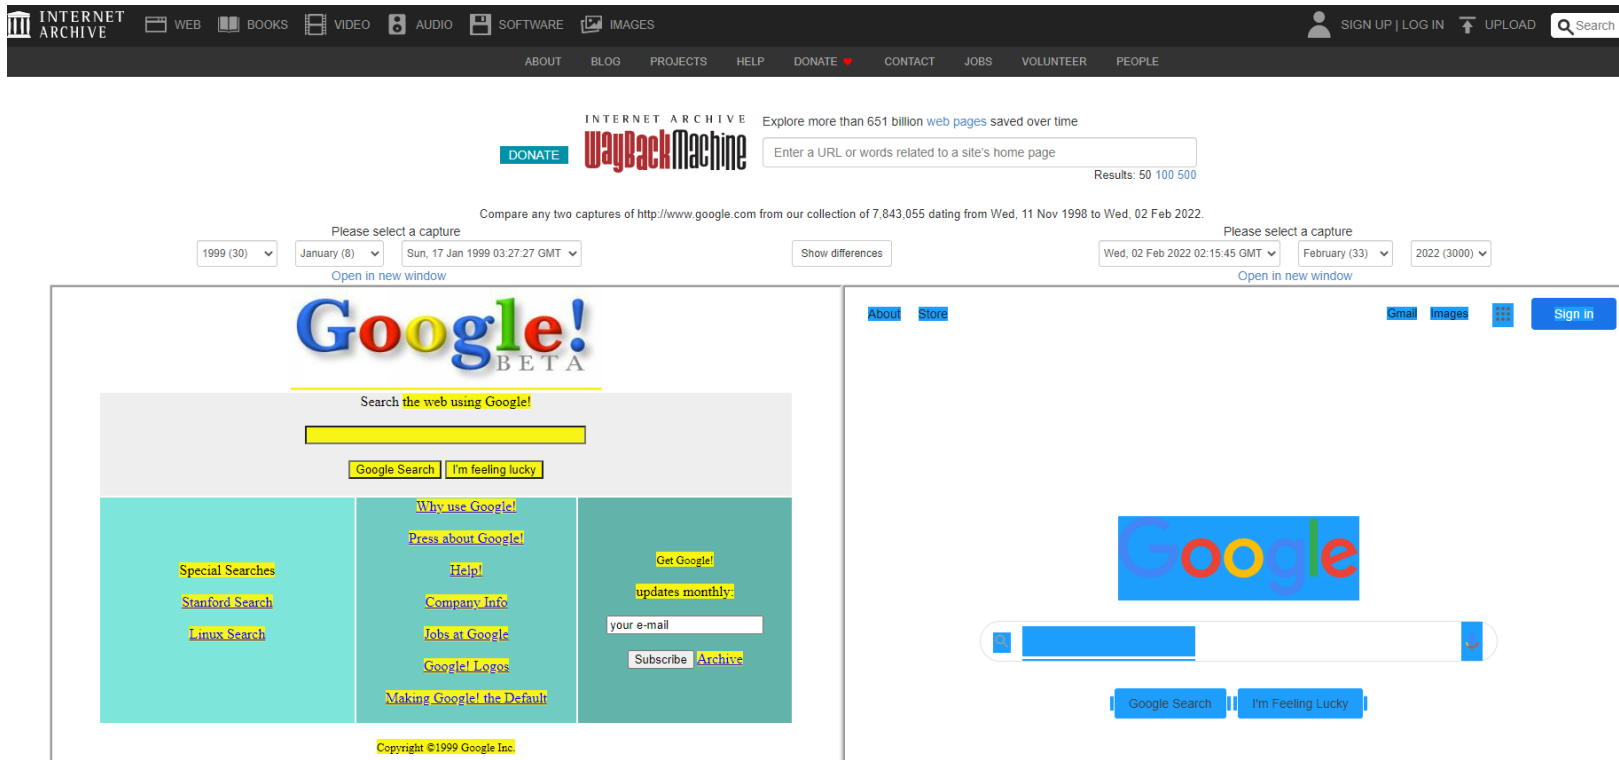 INTERNET ARCHIVE WEB BOOKS VIDEO AUDIO SOFTWARE IMAGES SIGN UP | LOG IN UPLOAD Search
ABOUT BLOG PROJECTS HELP DONATE CONTACT JOBS VOLUNTEER PEOPLE
INTERNET ARCHIVE
WayBackMachine
DONATE
Explore more than 651 billion web pages saved over time
Enter a URL or words related to a site's home page
Results: 50 100 500
Compare any two captures of http://www.google.com from our collection of 7,843,055 dating from Wed, 11 Nov 1998 to Wed, 02 Feb 2022.
Please select a capture
1999 (30) January (8) Sun, 17 Jan 1999 03:27:27 GMT
Open in new window
Show differences
Please select a capture
Wed, 02 Feb 2022 02:15:45 GMT February (33) 2022 (3000)
Open in new window
Google!
BETA
Search the web using Google!
Google Search I'm feeling lucky
Special Searches
Stanford Search
Linux Search
Why use Google!
Press about Google!
Help!
Company Info
Jobs at Google
Google! Logos
Making Google! the Default
Get Google!
updates monthly:
your e-mail
Subscribe Archive
Copyright ©1999 Google Inc.
About Store Gmail Images Sign in
Google
Google Search I'm Feeling Lucky